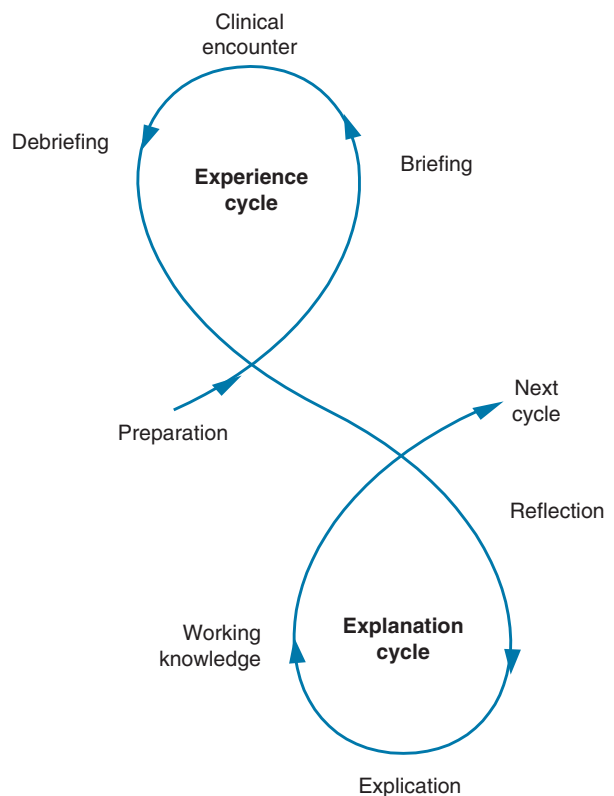 Clinical
encounter
Debriefing
Briefing
Experience
cycle
Preparation
Next
cycle
Reflection
Working
knowledge
Explanation
cycle
Explication